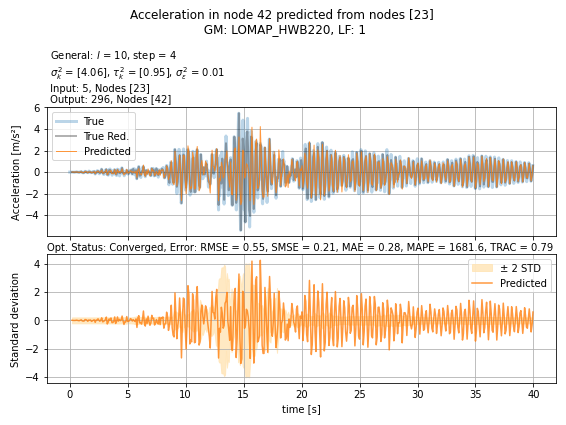 Acceleration in node 42 predicted from nodes [23]
GM: LOMAP_HWB220, LF: 1
General: l = 10, step = 4
σ²ₖ = [4.06], τ²ₖ = [0.95], σ²ε = 0.01
Input: 5, Nodes [23]
Output: 296, Nodes [42]
Acceleration [m/s²]
6
4
2
0
−2
−4
True
True Red.
Predicted
Opt. Status: Converged, Error: RMSE = 0.55, SMSE = 0.21, MAE = 0.28, MAPE = 1681.6, TRAC = 0.79
Standard deviation
4
2
0
−2
−4
± 2 STD
Predicted
0 5 10 15 20 25 30 35 40
time [s]